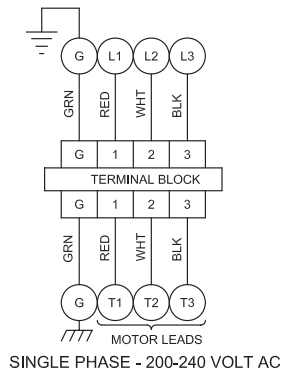 G L1 L2 L3
GRN RED WHT BLK
G 1 2 3
TERMINAL BLOCK
G 1 2 3
GRN RED WHT BLK
G T1 T2 T3
MOTOR LEADS
SINGLE PHASE - 200-240 VOLT AC